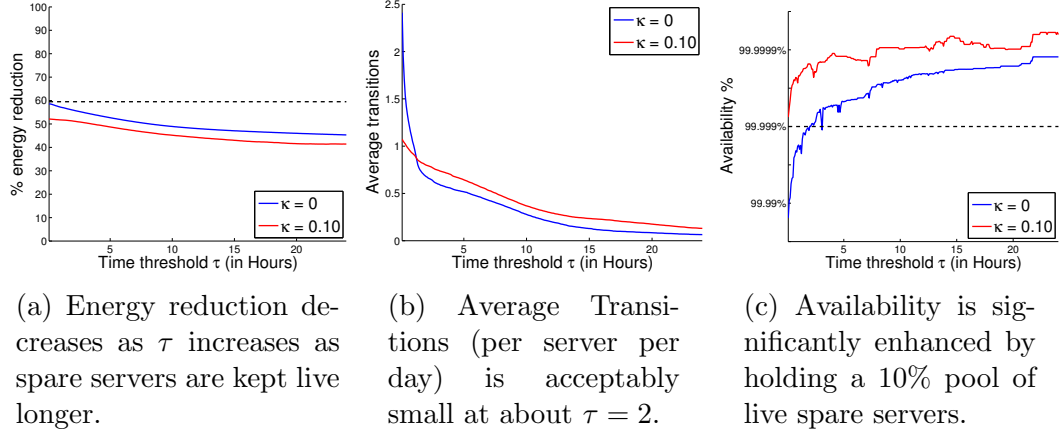 100
90
80
70
60
50
40
30
20
10
0
% energy reduction
κ = 0
κ = 0.10
5
10
15
20
Time threshold τ (in Hours)
2.5
2
1.5
1
0.5
0
Average transitions
κ = 0
κ = 0.10
5
10
15
20
Time threshold τ (in Hours)
99.9999%
99.999%
99.99%
Availability %
κ = 0
κ = 0.10
5
10
15
20
Time threshold τ (in Hours)
(a) Energy reduction de-
creases as τ increases as
spare servers are kept live
longer.
(b) Average Transi-
tions (per server per
day) is acceptably
small at about τ = 2.
(c) Availability is sig-
nificantly enhanced by
holding a 10% pool of
live spare servers.